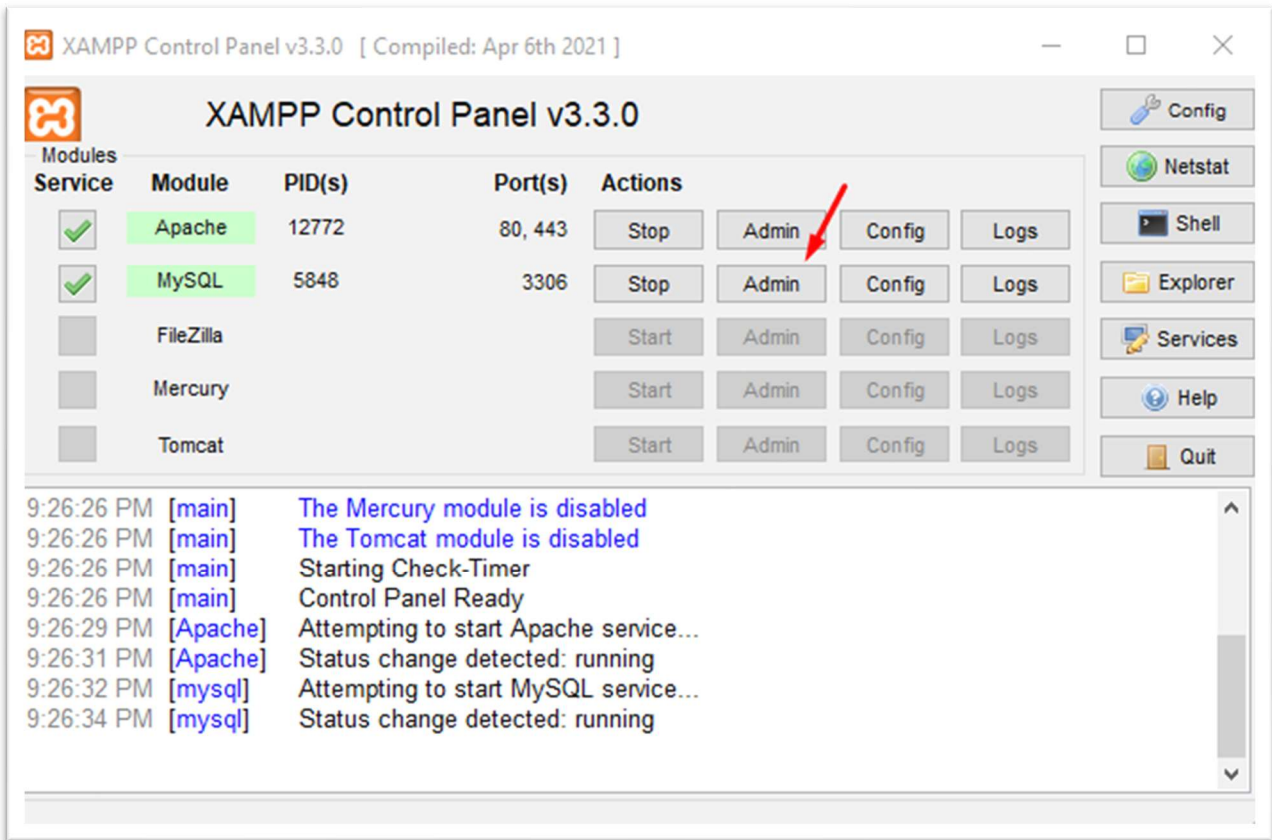 XAMPP Control Panel v3.3.0 [ Compiled: Apr 6th 2021 ]
XAMPP Control Panel v3.3.0
Config
Modules
Netstat
Service Module PID(s) Port(s) Actions
Apache 12772 80, 443 Stop Admin Config Logs
Shell
MySQL 5848 3306 Stop Admin Config Logs
Explorer
FileZilla Start Admin Config Logs
Services
Mercury Start Admin Config Logs
Help
Tomcat Start Admin Config Logs
Quit
9:26:26 PM [main] The Mercury module is disabled
9:26:26 PM [main] The Tomcat module is disabled
9:26:26 PM [main] Starting Check-Timer
9:26:26 PM [main] Control Panel Ready
9:26:29 PM [Apache] Attempting to start Apache service...
9:26:31 PM [Apache] Status change detected: running
9:26:32 PM [mysql] Attempting to start MySQL service...
9:26:34 PM [mysql] Status change detected: running